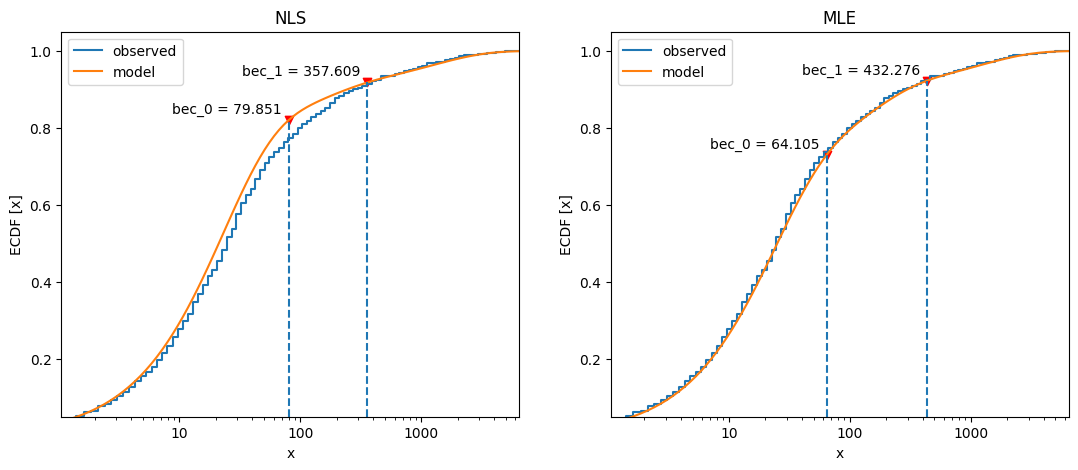 NLS
observed
model
bec_1 = 357.609
bec_0 = 79.851
1.0
0.8
0.6
0.4
0.2
ECDF [x]
10
100
1000
x
MLE
observed
model
bec_1 = 432.276
bec_0 = 64.105
1.0
0.8
0.6
0.4
0.2
ECDF [x]
10
100
1000
x